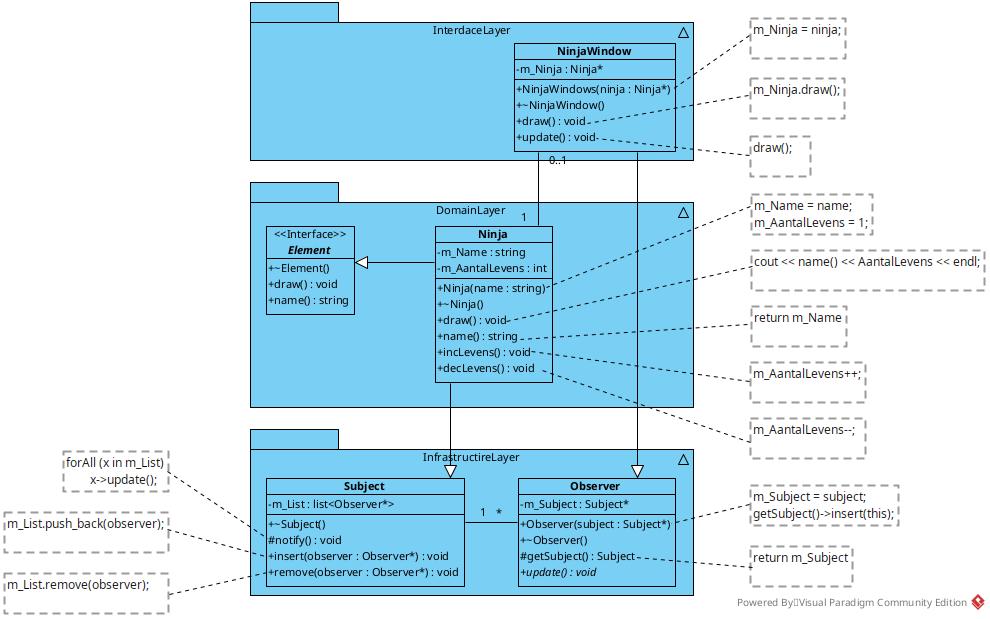 InterdaceLayer
NinjaWindow
-m_Ninja : Ninja*
+NinjaWindows(ninja : Ninja*)
+~NinjaWindow()
+draw() : void
+update() : void
m_Ninja = ninja;
m_Ninja.draw();
draw();
0..1
1
DomainLayer
<<Interface>>
Element
+~Element()
+draw() : void
+name() : string
Ninja
-m_Name : string
-m_AantalLevens : int
+Ninja(name : string)
+~Ninja()
+draw() : void
+name() : string
+incLevens() : void
+decLevens() : void
m_Name = name;
m_AantalLevens = 1;
cout << name() << AantalLevens << endl;
return m_Name
m_AantalLevens++;
m_AantalLevens--;
InfrastructireLayer
forAll (x in m_List)
x->update();
m_List.push_back(observer);
m_List.remove(observer);
Subject
-m_List : list<Observer*>
+~Subject()
#notify() : void
+insert(observer : Observer*) : void
+remove(observer : Observer*) : void
1 *
Observer
-m_Subject : Subject*
+Observer(subject : Subject*)
+~Observer()
#getSubject() : Subject
+update() : void
m_Subject = subject;
getSubject()->insert(this);
return m_Subject
Powered By Visual Paradigm Community Edition